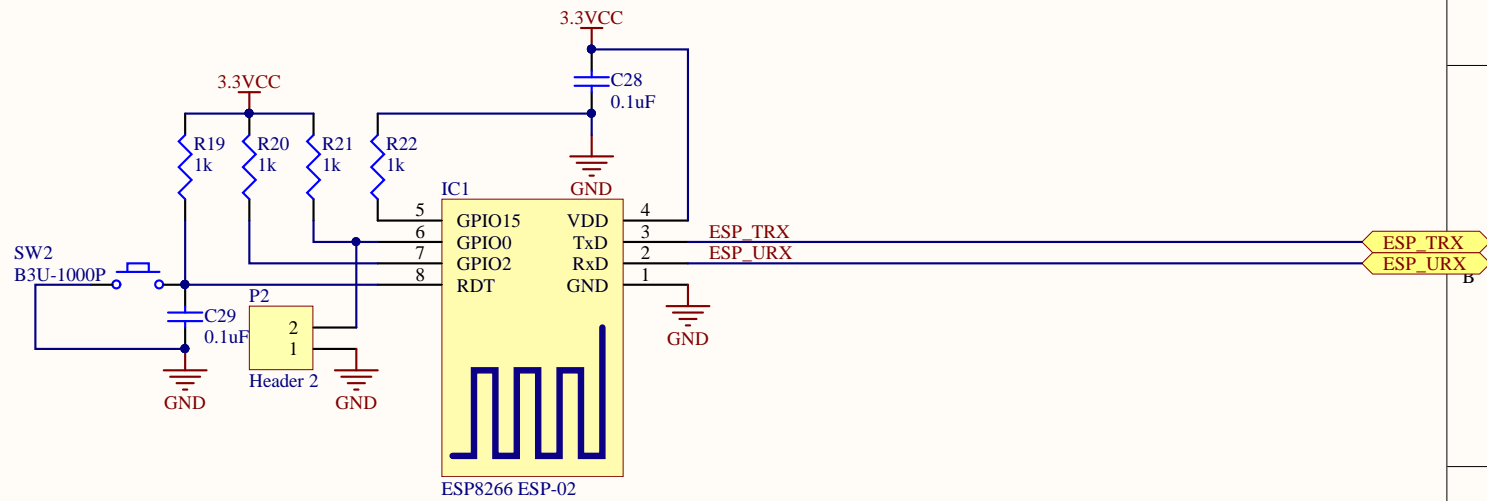 3.3VCC
C28
0.1uF
GND
3.3VCC
R19
1k
R20
1k
R21
1k
R22
1k
IC1
5 GPIO15 VDD 4
6 GPIO0 TxD 3
7 GPIO2 RxD 2
8 RDT GND 1
ESP8266 ESP-02
ESP_TRX
ESP_URX
ESP_TRX
ESP_URX
B
GND
SW2
B3U-1000P
C29
0.1uF
GND
P2
2
1
Header 2
GND